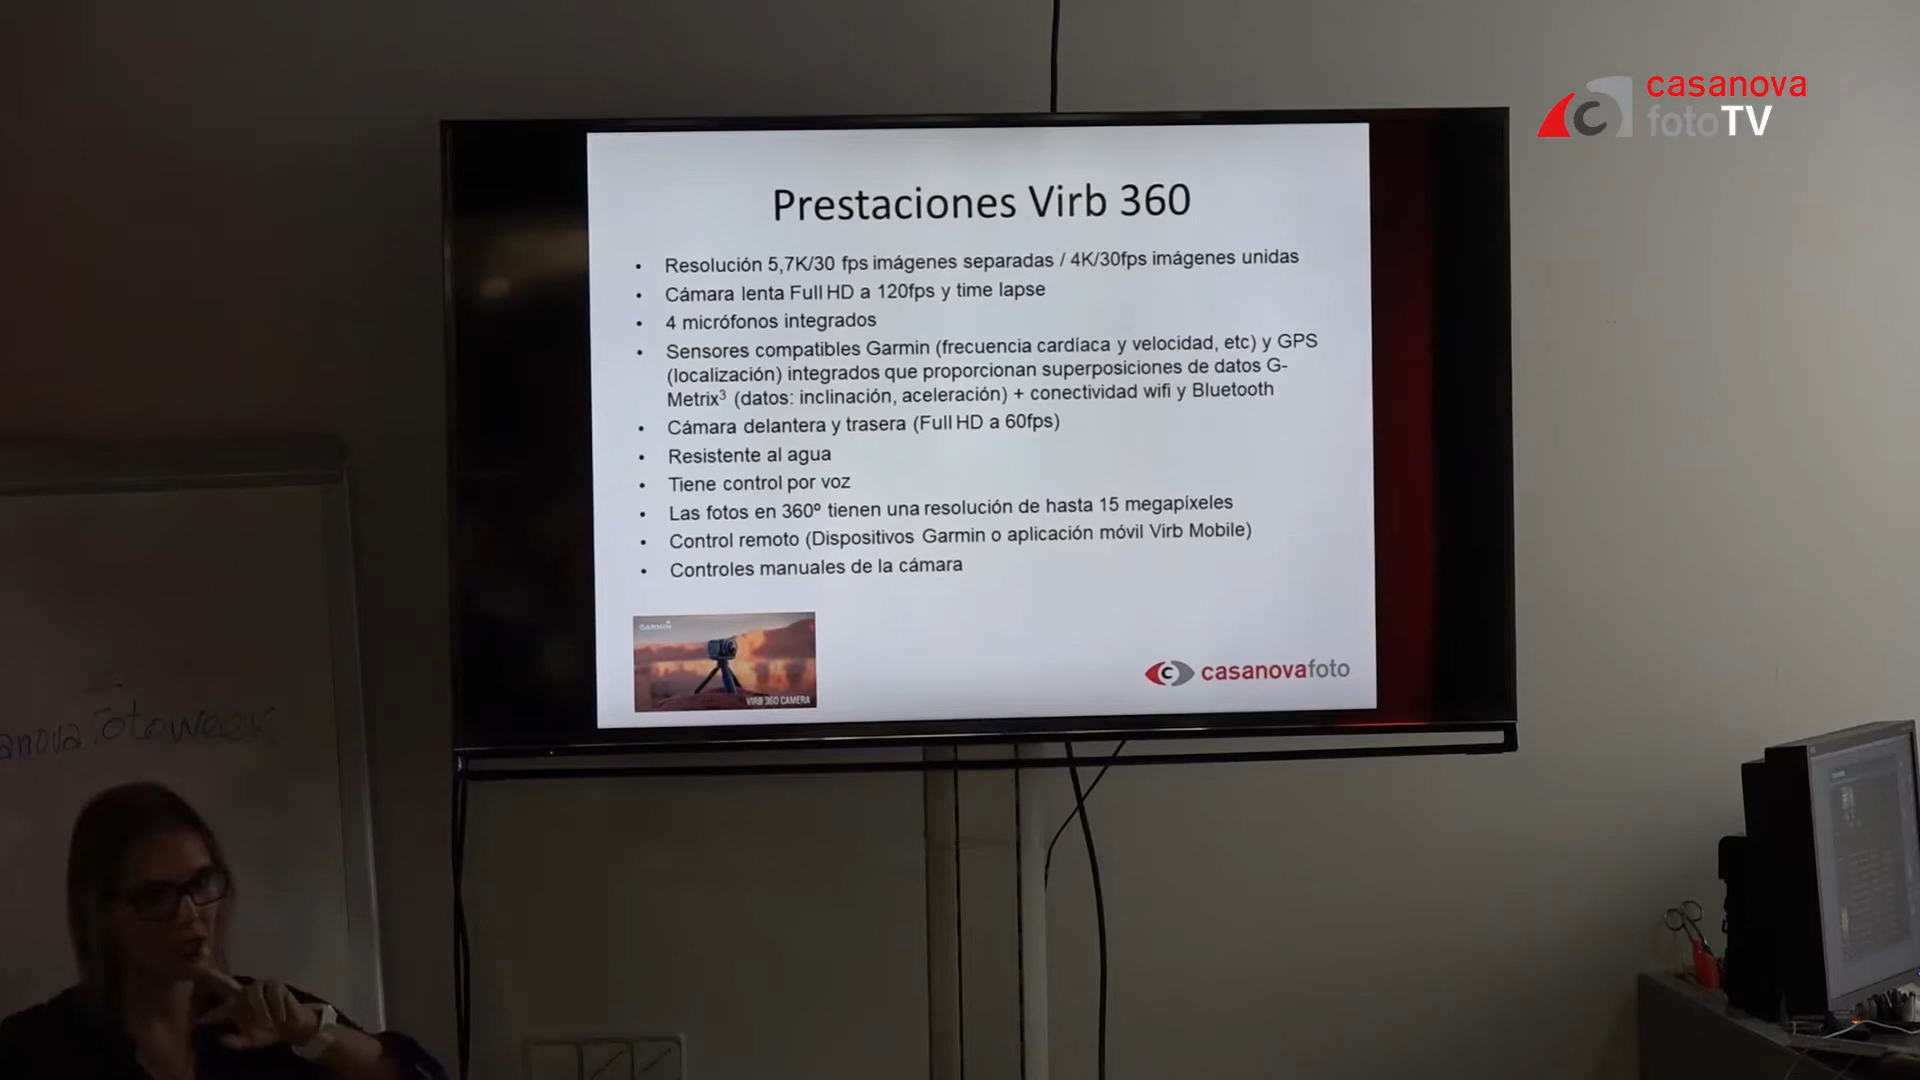 casanova
fotoTV
Prestaciones Virb 360
• Resolución 5,7K/30 fps imágenes separadas / 4K/30fps imágenes unidas
• Cámara lenta Full HD a 120fps y time lapse
• 4 micrófonos integrados
• Sensores compatibles Garmin (frecuencia cardíaca y velocidad, etc) y GPS
(localización) integrados que proporcionan superposiciones de datos G-
Metrix³ (datos: inclinación, aceleración) + conectividad wifi y Bluetooth
• Cámara delantera y trasera (Full HD a 60fps)
• Resistente al agua
• Tiene control por voz
• Las fotos en 360º tienen una resolución de hasta 15 megapíxeles
• Control remoto (Dispositivos Garmin o aplicación móvil Virb Mobile)
• Controles manuales de la cámara
GARMIN
VIRB 360 CAMERA
casanovafoto
anovafotoweek